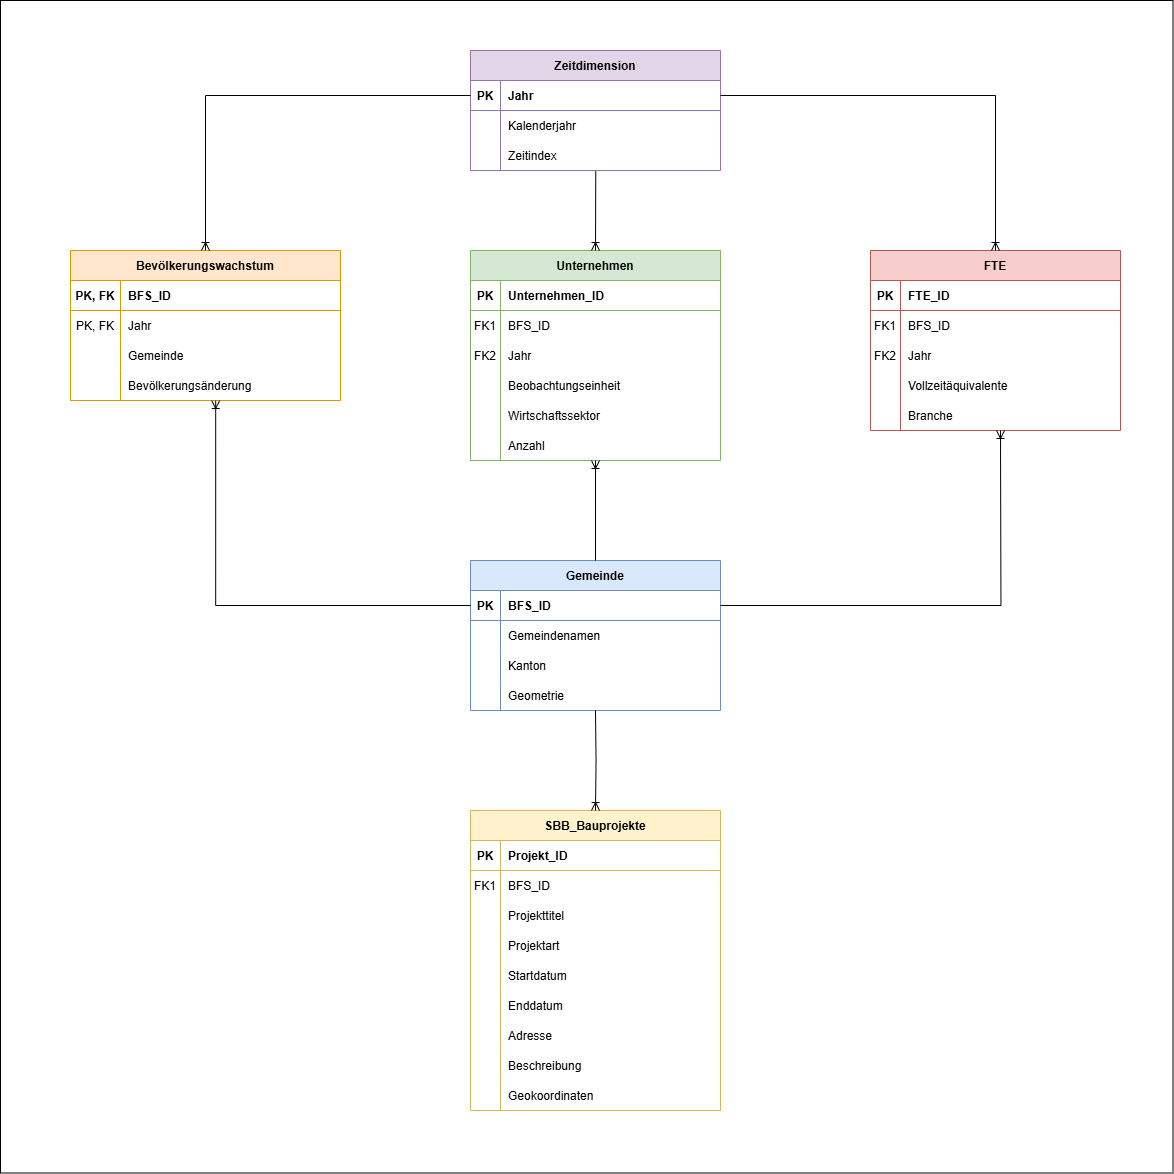 Zeitdimension
PK Jahr
Kalenderjahr
Zeitindex
Bevölkerungswachstum
PK, FK BFS_ID
PK, FK Jahr
Gemeinde
Bevölkerungsänderung
Unternehmen
PK Unternehmen_ID
FK1 BFS_ID
FK2 Jahr
Beobachtungseinheit
Wirtschaftssektor
Anzahl
FTE
PK FTE_ID
FK1 BFS_ID
FK2 Jahr
Vollzeitäquivalente
Branche
Gemeinde
PK BFS_ID
Gemeindenamen
Kanton
Geometrie
SBB_Bauprojekte
PK Projekt_ID
FK1 BFS_ID
Projekttitel
Projektart
Startdatum
Enddatum
Adresse
Beschreibung
Geokoordinaten